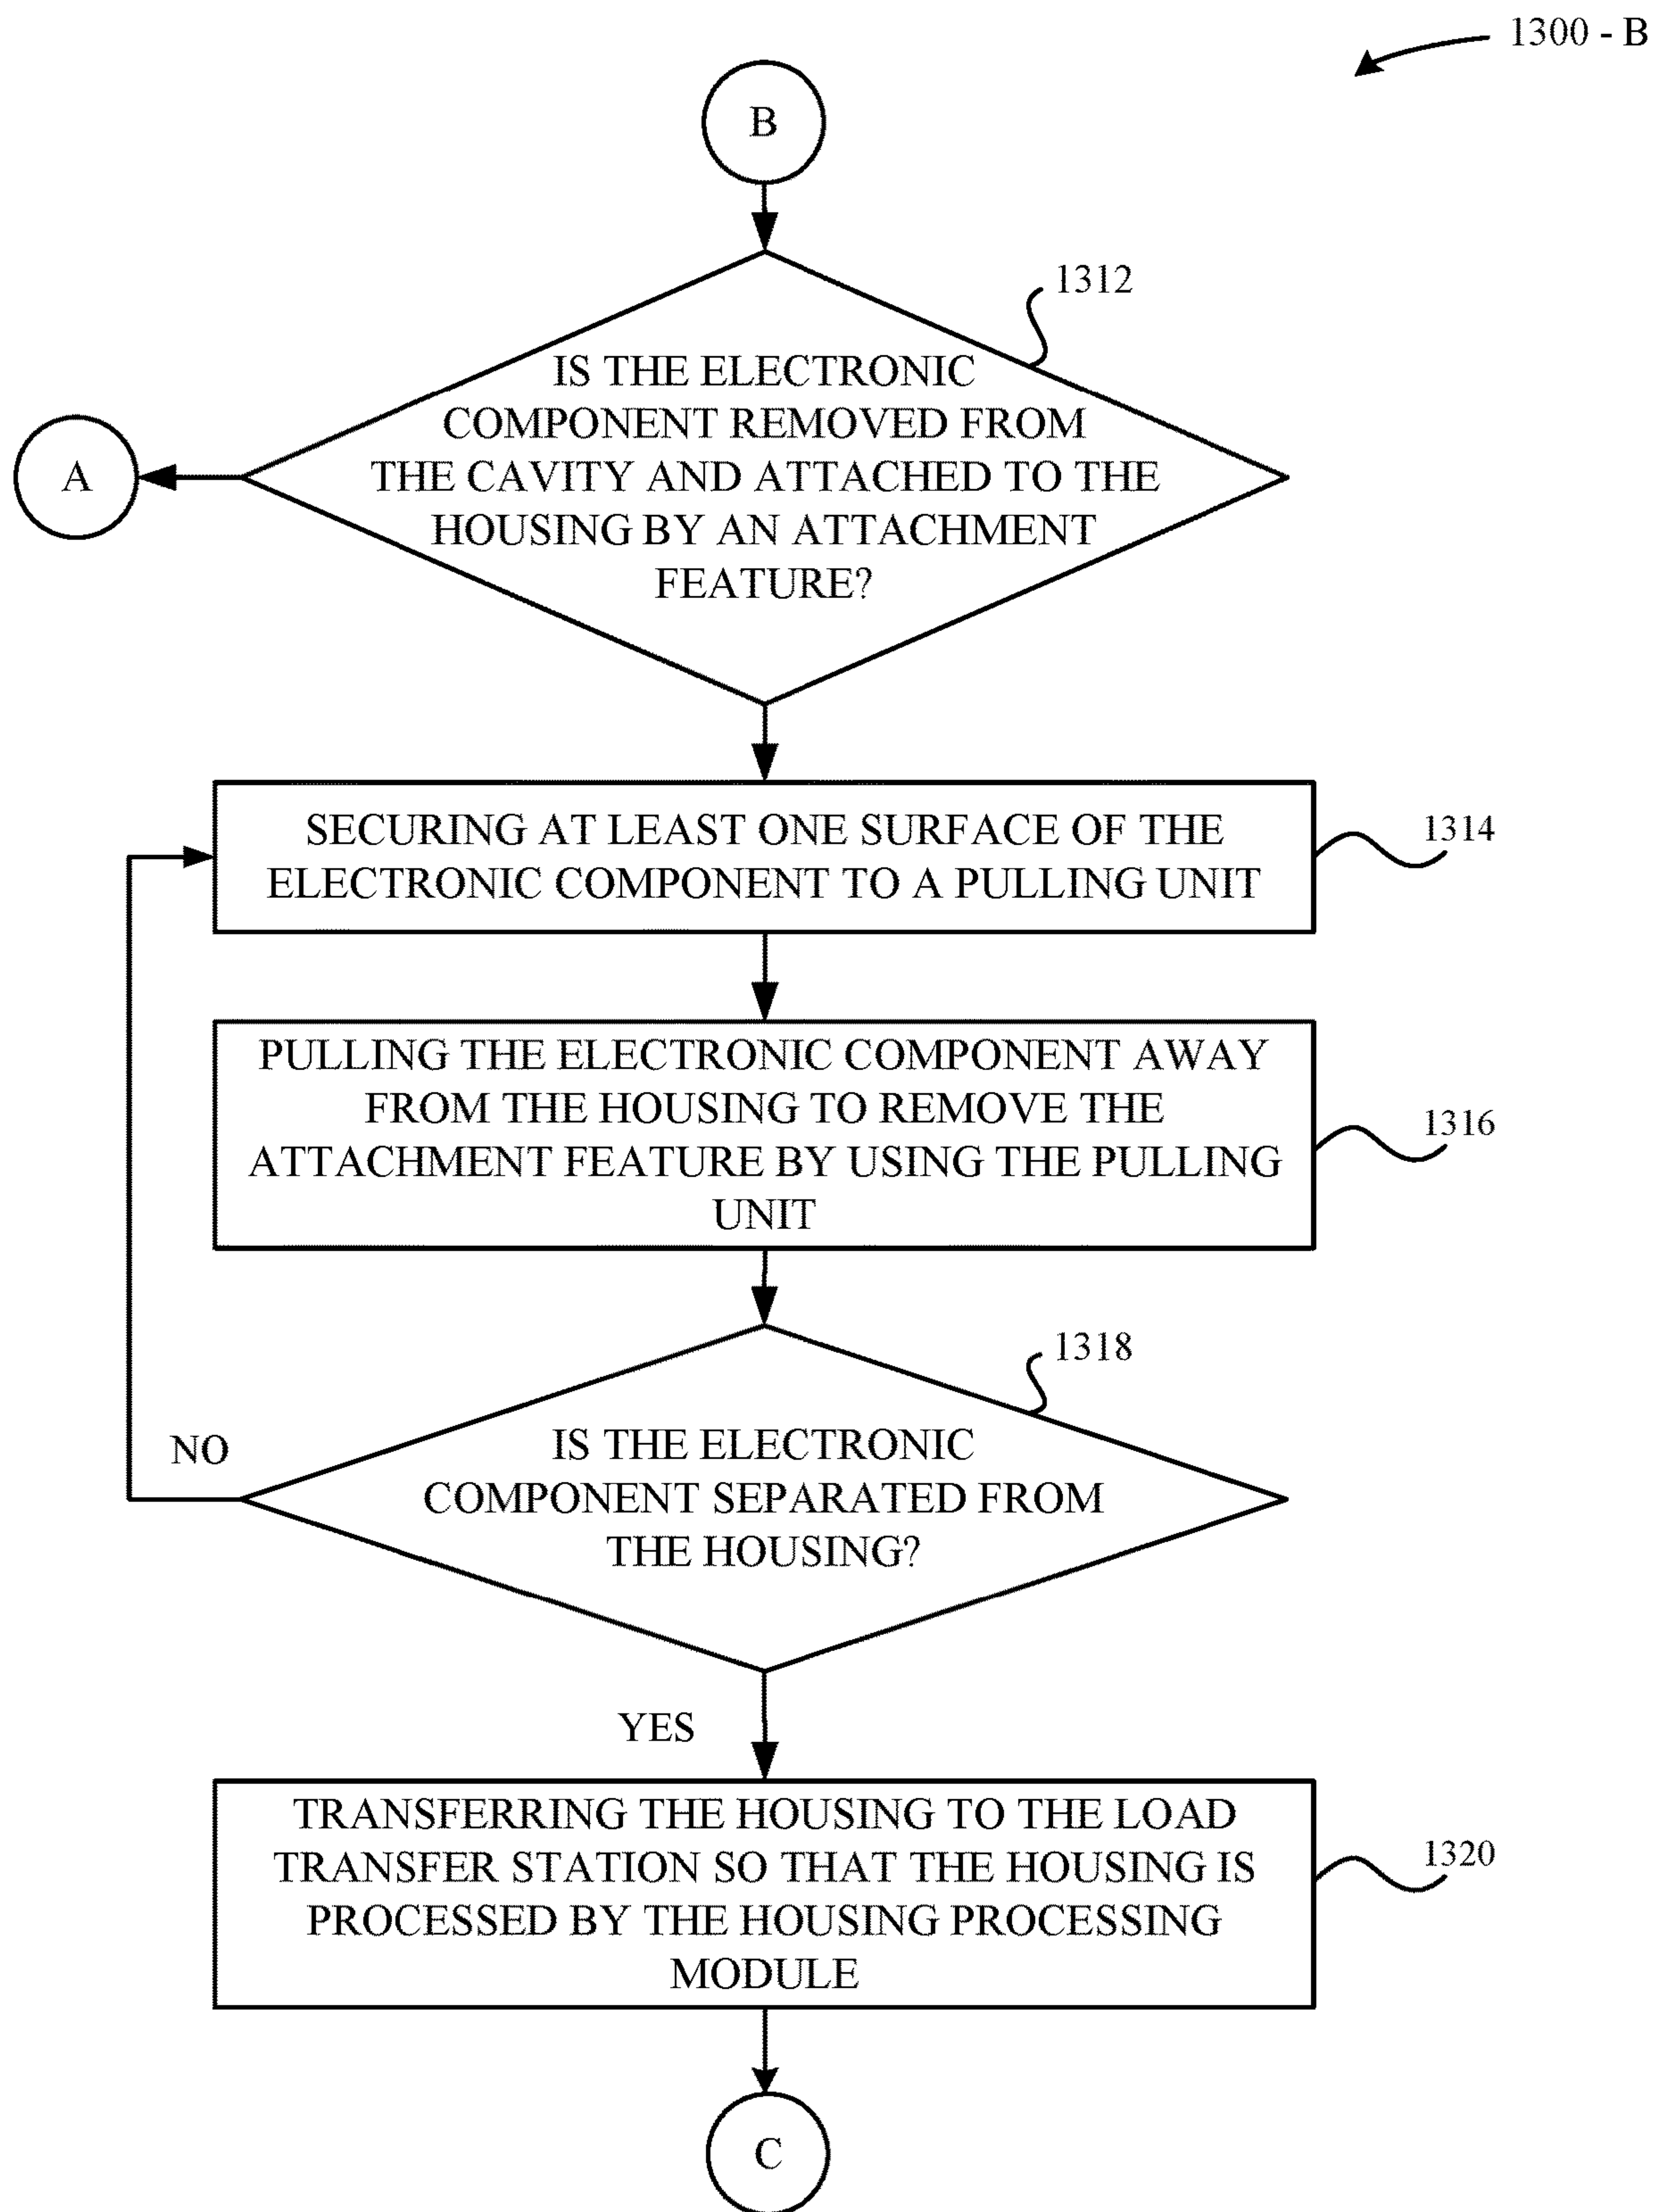 1300 - B
B
1312
IS THE ELECTRONIC
COMPONENT REMOVED FROM
THE CAVITY AND ATTACHED TO THE
HOUSING BY AN ATTACHMENT
FEATURE?
A
SECURING AT LEAST ONE SURFACE OF THE
ELECTRONIC COMPONENT TO A PULLING UNIT
1314
PULLING THE ELECTRONIC COMPONENT AWAY
FROM THE HOUSING TO REMOVE THE
ATTACHMENT FEATURE BY USING THE PULLING
UNIT
1316
1318
IS THE ELECTRONIC
COMPONENT SEPARATED FROM
THE HOUSING?
NO
YES
TRANSFERRING THE HOUSING TO THE LOAD
TRANSFER STATION SO THAT THE HOUSING IS
PROCESSED BY THE HOUSING PROCESSING
MODULE
1320
C